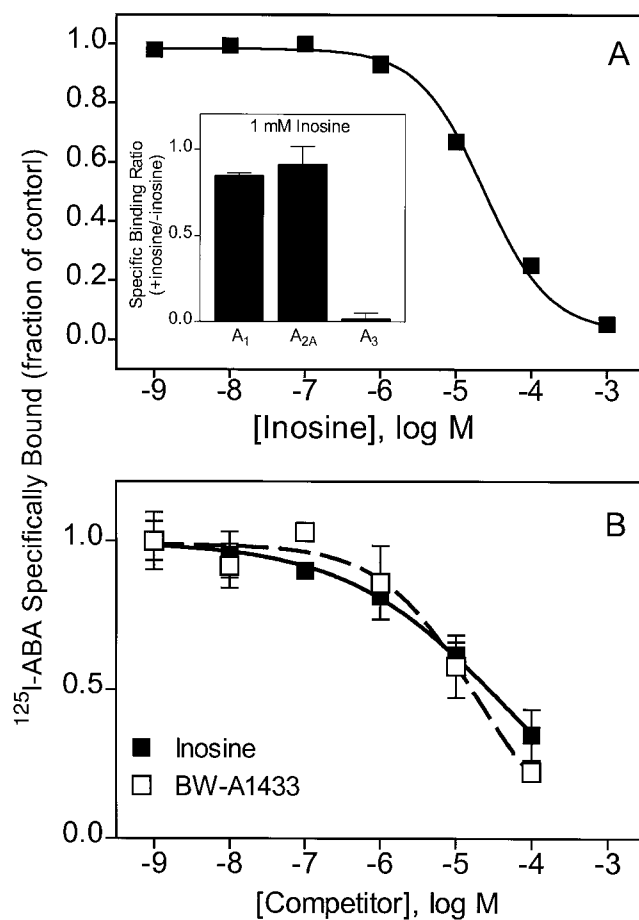 A
1.0
0.8
0.6
0.4
0.2
0.0
1 mM Inosine
1.0
0.5
0.0
Specific Binding Ratio
(+inosine/-inosine)
A1
A2A
A3
-9 -8 -7 -6 -5 -4 -3
[Inosine], log M
125I-ABA Specifically Bound (fraction of contorl)
B
1.0
0.5
0.0
Inosine
BW-A1433
-9 -8 -7 -6 -5 -4 -3
[Competitor], log M